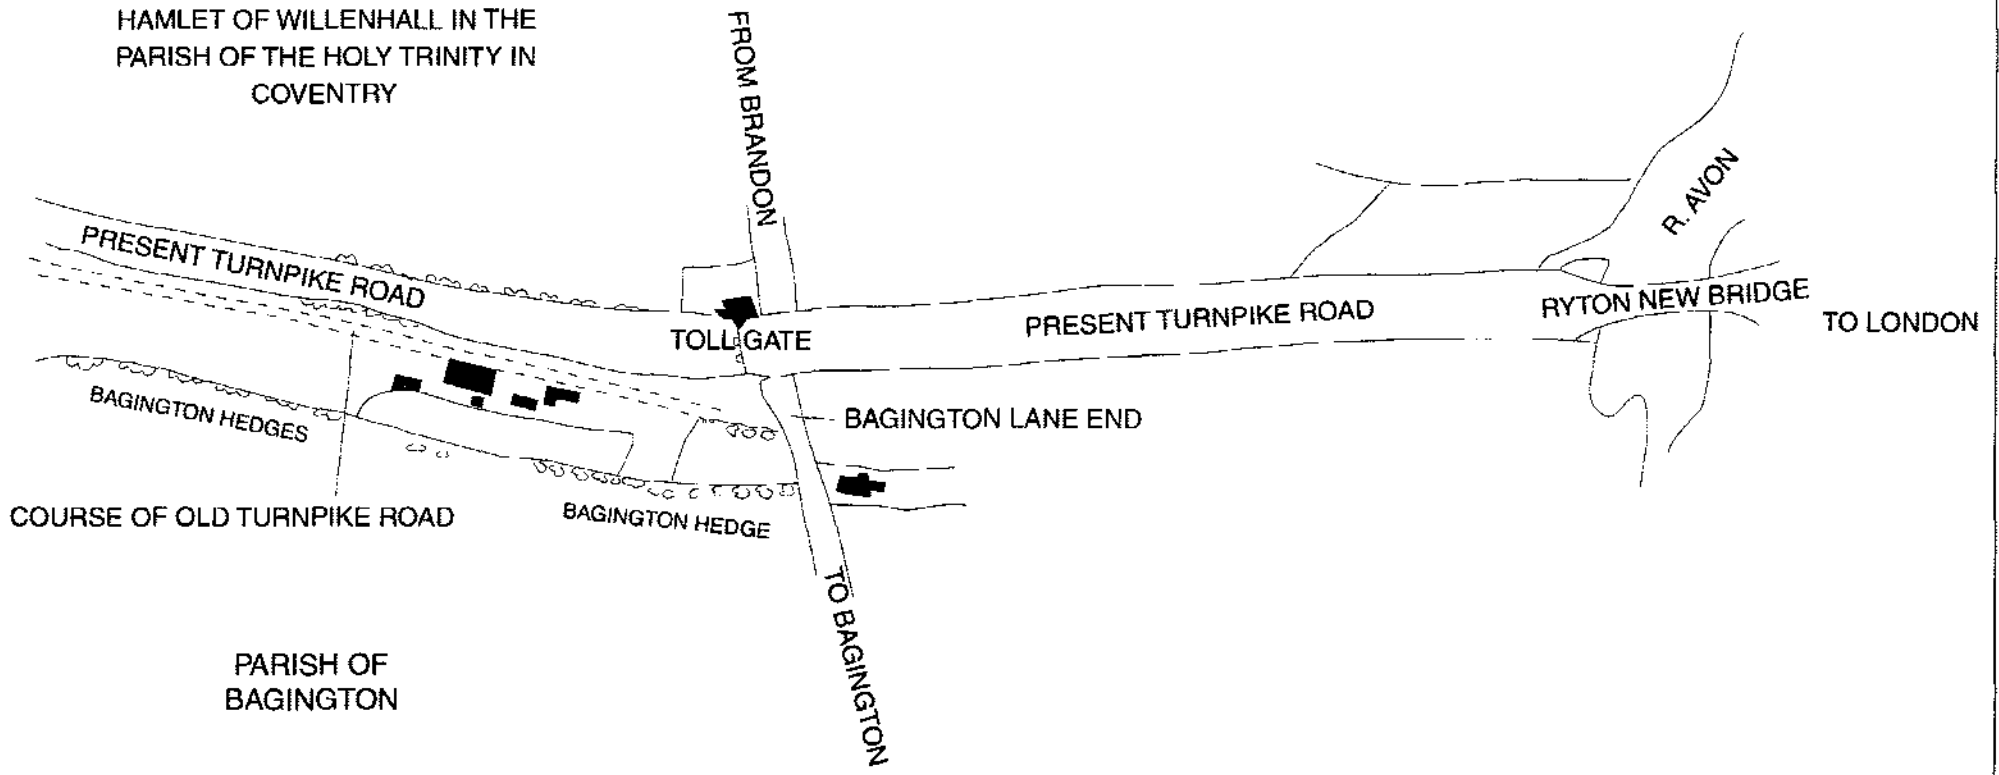 HAMLET OF WILLENHALL IN THE
PARISH OF THE HOLY TRINITY IN
COVENTRY
FROM BRANDON
R. AVON
PRESENT TURNPIKE ROAD
TOLL GATE
PRESENT TURNPIKE ROAD
RYTON NEW BRIDGE
TO LONDON
BAGINGTON HEDGES
BAGINGTON LANE END
COURSE OF OLD TURNPIKE ROAD
BAGINGTON HEDGE
TO BAGINGTON
PARISH OF
BAGINGTON